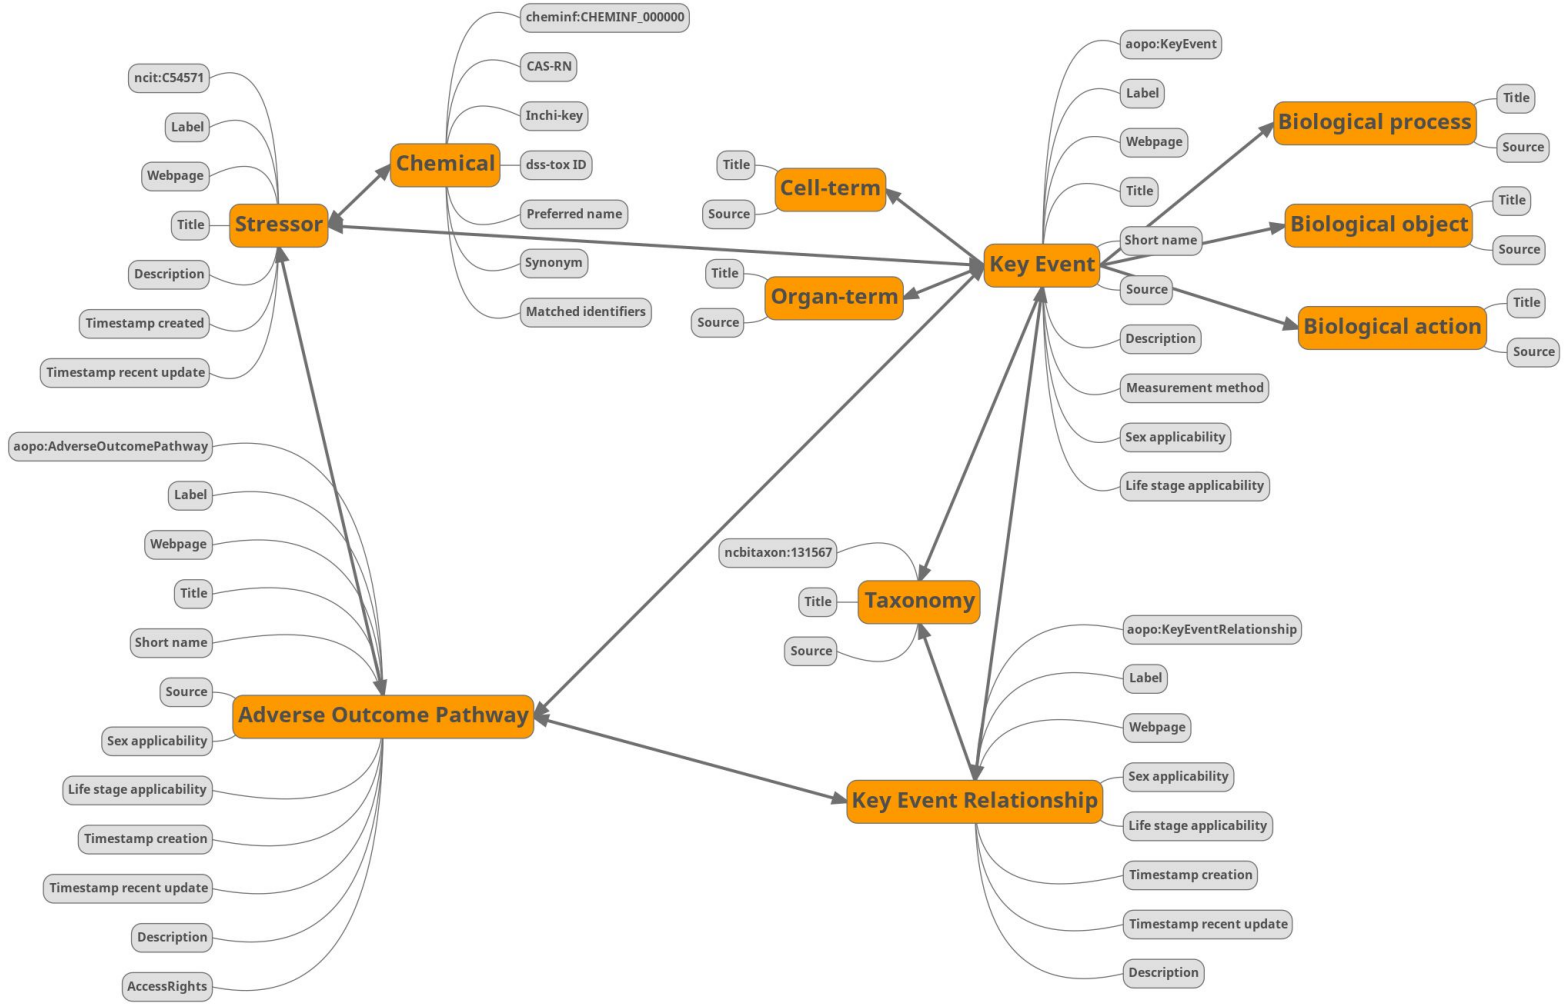 cheminf:CHEMINF_000000
CAS-RN
Inchi-key
dss-tox ID
Preferred name
Synonym
Matched identifiers
Chemical
ncit:C54571
Label
Webpage
Title
Description
Timestamp created
Timestamp recent update
Stressor
Title
Source
Cell-term
Title
Source
Organ-term
aopo:KeyEvent
Label
Webpage
Title
Short name
Source
Description
Measurement method
Sex applicability
Life stage applicability
Key Event
Biological process
Title
Source
Biological object
Title
Source
Biological action
Title
Source
aopo:AdverseOutcomePathway
Label
Webpage
Title
Short name
Source
Sex applicability
Life stage applicability
Timestamp creation
Timestamp recent update
Description
AccessRights
Adverse Outcome Pathway
ncbitaxon:131567
Title
Source
Taxonomy
Key Event Relationship
aopo:KeyEventRelationship
Label
Webpage
Sex applicability
Life stage applicability
Timestamp creation
Timestamp recent update
Description